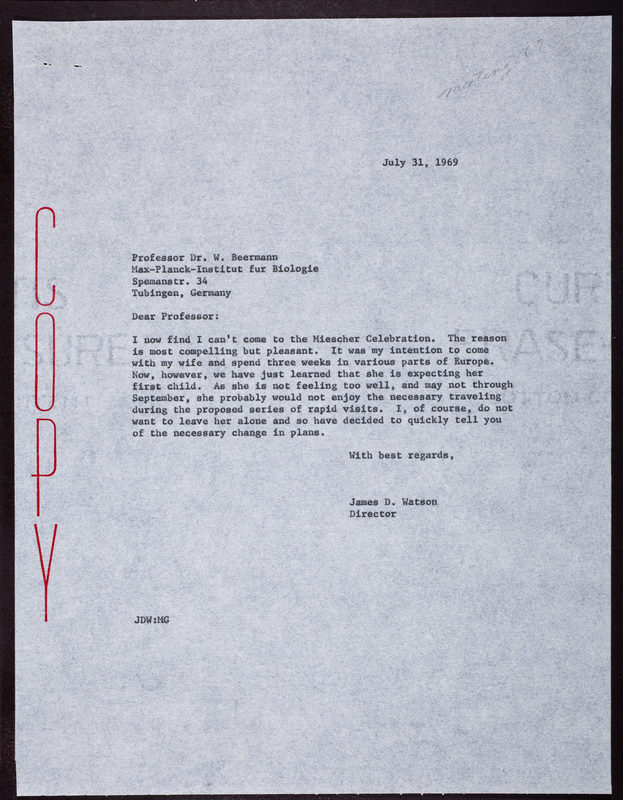 meetings 69
July 31, 1969
COPY
Professor Dr. W. Beermann
Max-Planck-Institut fur Biologie
Spemanstr. 34
Tubingen, Germany
Dear Professor:
I now find I can't come to the Miescher Celebration. The reason
is most compelling but pleasant. It was my intention to come
with my wife and spend three weeks in various parts of Europe.
Now, however, we have just learned that she is expecting her
first child. As she is not feeling too well, and may not through
September, she probably would not enjoy the necessary traveling
during the proposed series of rapid visits. I, of course, do not
want to leave her alone and so have decided to quickly tell you
of the necessary change in plans.
With best regards,
James D. Watson
Director
JDW:MG